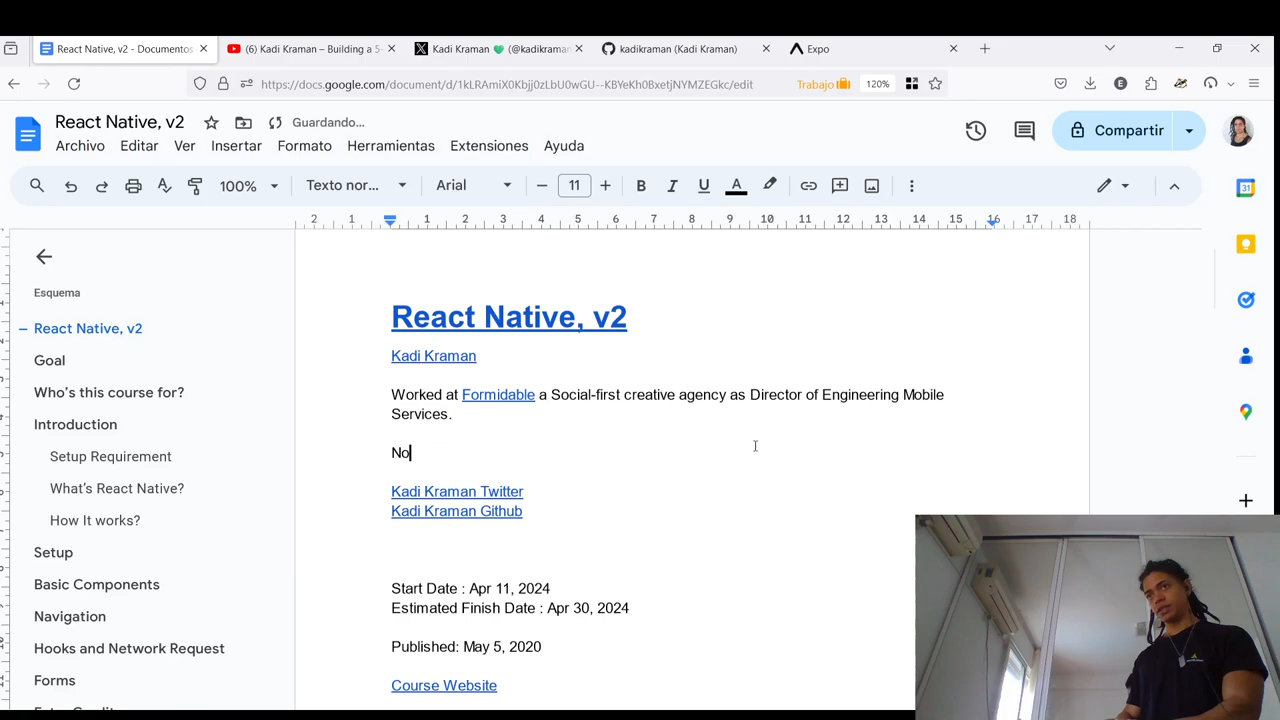 React Native, v2 - Documentos
(6) Kadi Kraman – Building a 5-
Kadi Kraman 💚 (@kadikraman
kadikraman (Kadi Kraman)
Expo
https://docs.google.com/document/d/1kLRAmiX0Kbjj0zLbU0wGU--KBYeKh0BxetjNYMZEGkc/edit
Trabajo
120%
E
React Native, v2
Guardando...
Archivo Editar Ver Insertar Formato Herramientas Extensiones Ayuda
Compartir
100% Texto nor... Arial 11 B I U A
2 1 1 2 3 4 5 6 7 8 9 10 11 12 13 14 15 16 17 18
31
Esquema
React Native, v2
Goal
Who's this course for?
Introduction
Setup Requirement
What's React Native?
How It works?
Setup
Basic Components
Navigation
Hooks and Network Request
Forms
React Native, v2
Kadi Kraman
Worked at Formidable a Social-first creative agency as Director of Engineering Mobile
Services.
No
Kadi Kraman Twitter
Kadi Kraman Github
Start Date : Apr 11, 2024
Estimated Finish Date : Apr 30, 2024
Published: May 5, 2020
Course Website